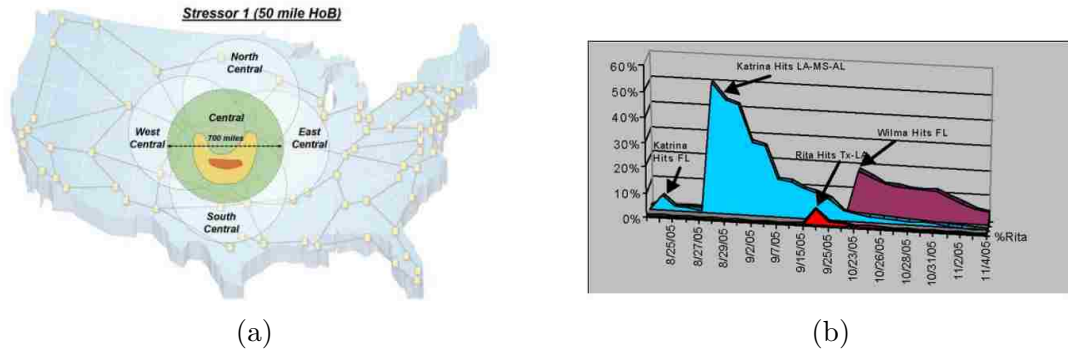 Stressor 1 (50 mile HoB)
North
Central
Central
700 miles
West
Central
East
Central
South
Central
(a)
60%
50%
40%
30%
20%
10%
0%
Katrina Hits LA-MS-AL
Katrina
Hits FL
Rita Hits Tx-LA
Wilma Hits FL
%Rita
8/25/05
8/27/05
8/29/05
9/2/05
9/7/05
9/15/05
9/25/05
10/23/05
10/26/05
10/28/05
10/31/05
11/2/05
11/4/05
(b)